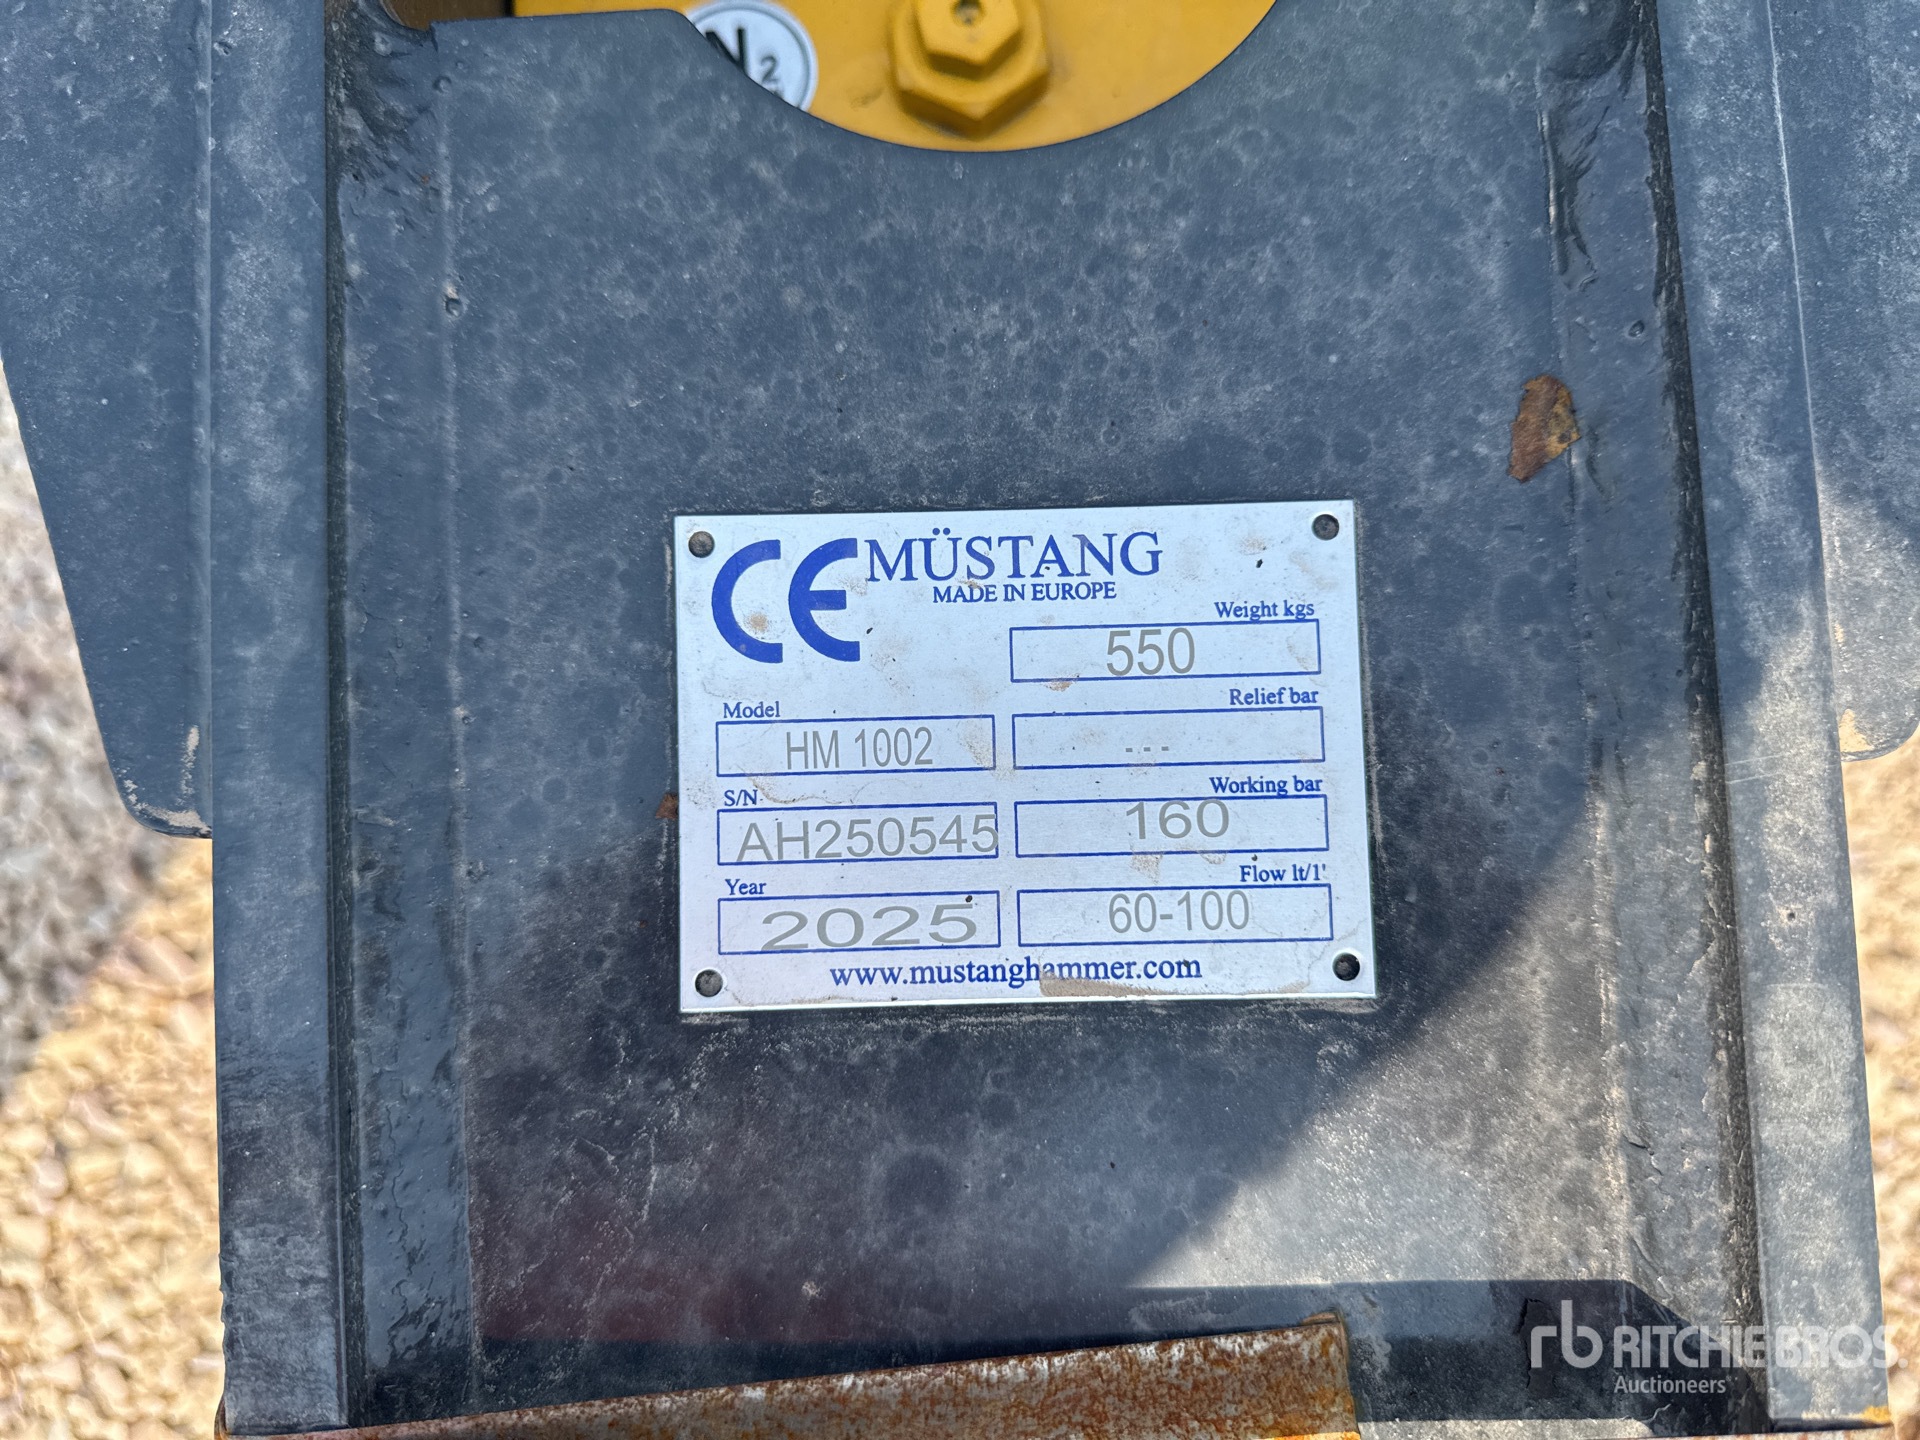 N2
CE MÜSTANG
MADE IN EUROPE
Weight kgs
550
Model
HM 1002
Relief bar
---
S/N
AH250545
Working bar
160
Year
2025
Flow lt/1'
60-100
www.mustanghammer.com
rb RITCHIE BROS.
Auctioneers